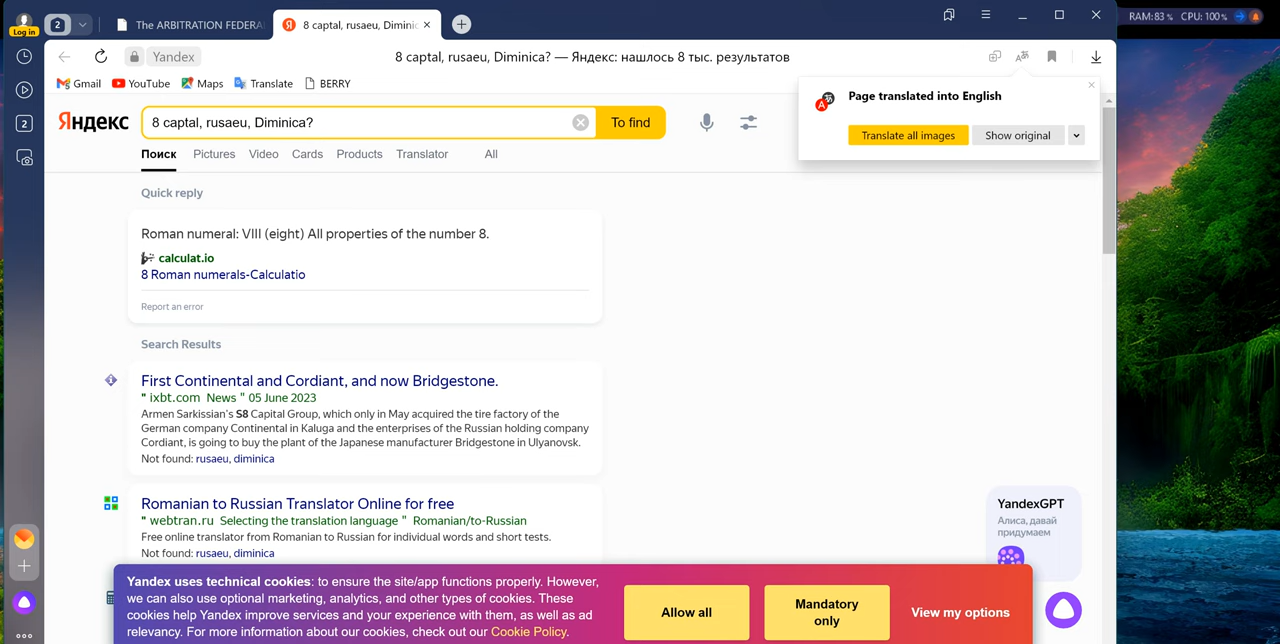 Log in
2
The ARBITRATION FEDERA
Я 8 captal, rusaeu, Diminic
RAM:83% CPU:100%
Yandex
8 captal, rusaeu, Diminica? — Яндекс: нашлось 8 тыс. результатов
Gmail YouTube Maps Translate BERRY
2
Page translated into English
Translate all images Show original
Яндекс
8 captal, rusaeu, Diminica?
To find
Поиск Pictures Video Cards Products Translator All
Quick reply
Roman numeral: VIII (eight) All properties of the number 8.
calculat.io
8 Roman numerals-Calculatio
Report an error
Search Results
First Continental and Cordiant, and now Bridgestone.
" ixbt.com News " 05 June 2023
Armen Sarkissian's S8 Capital Group, which only in May acquired the tire factory of the
German company Continental in Kaluga and the enterprises of the Russian holding company
Cordiant, is going to buy the plant of the Japanese manufacturer Bridgestone in Ulyanovsk.
Not found: rusaeu, diminica
Romanian to Russian Translator Online for free
" webtran.ru Selecting the translation language " Romanian/to-Russian
Free online translator from Romanian to Russian for individual words and short tests.
Not found: rusaeu, diminica
YandexGPT
Алиса, давай
придумаем
Yandex uses technical cookies: to ensure the site/app functions properly. However,
we can also use optional marketing, analytics, and other types of cookies. These
cookies help Yandex improve services and your experience with them, as well as ad
relevancy. For more information about our cookies, check out our Cookie Policy.
Allow all
Mandatory
only
View my options